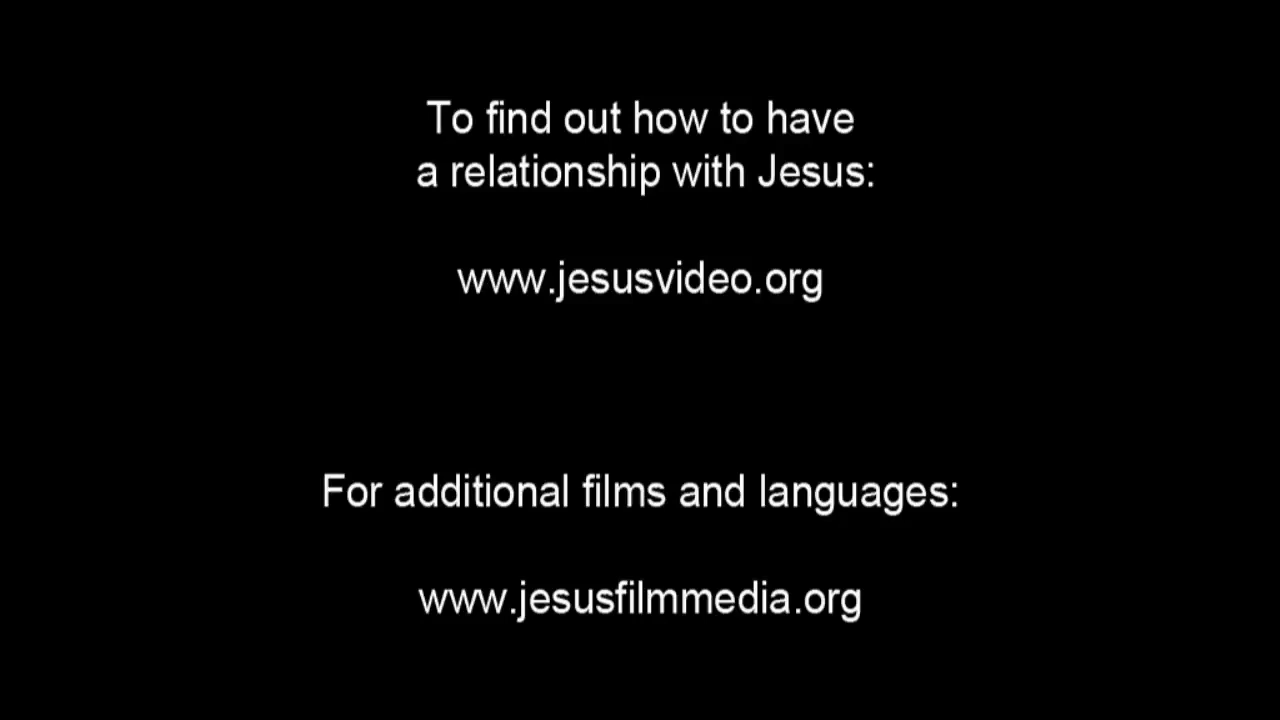 To find out how to have
a relationship with Jesus:
www.jesusvideo.org
For additional films and languages:
www.jesusfilmmedia.org